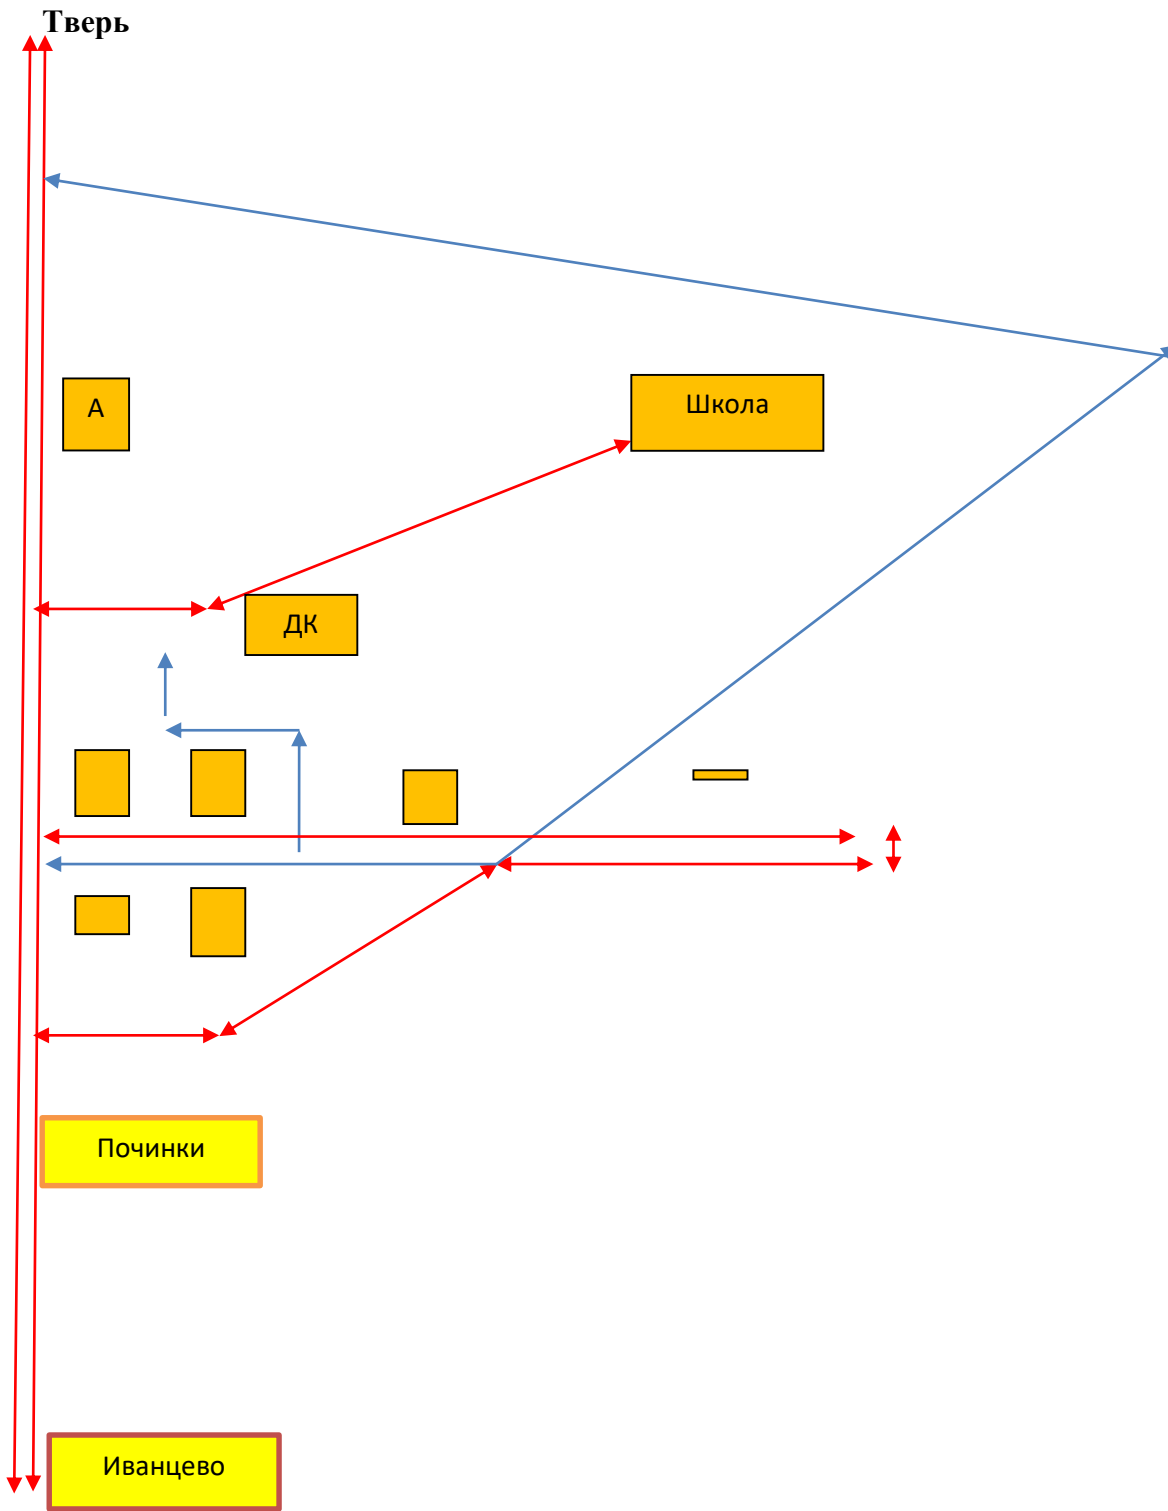 Тверь
А
Школа
ДК
Починки
Иванцево